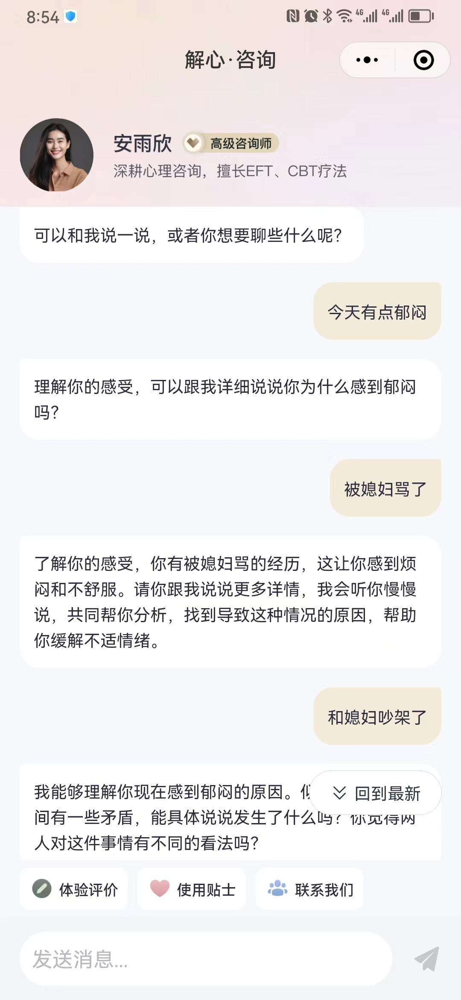 8:54
4G
4G
解心·咨询
安雨欣
高级咨询师
深耕心理咨询，擅长EFT、CBT疗法
可以和我说一说，或者你想要聊些什么呢？
今天有点郁闷
理解你的感受，可以跟我详细说说你为什么感到郁闷
吗？
被媳妇骂了
了解你的感受，你有被媳妇骂的经历，这让你感到烦
闷和不舒服。请你跟我说说更多详情，我会听你慢慢
说，共同帮你分析，找到导致这种情况的原因，帮助
你缓解不适情绪。
和媳妇吵架了
我能够理解你现在感到郁闷的原因。
回到最新
间有一些矛盾，能具体说说发生了什么吗？你觉得两
人对这件事情有不同的看法吗？
体验评价
使用贴士
联系我们
发送消息...